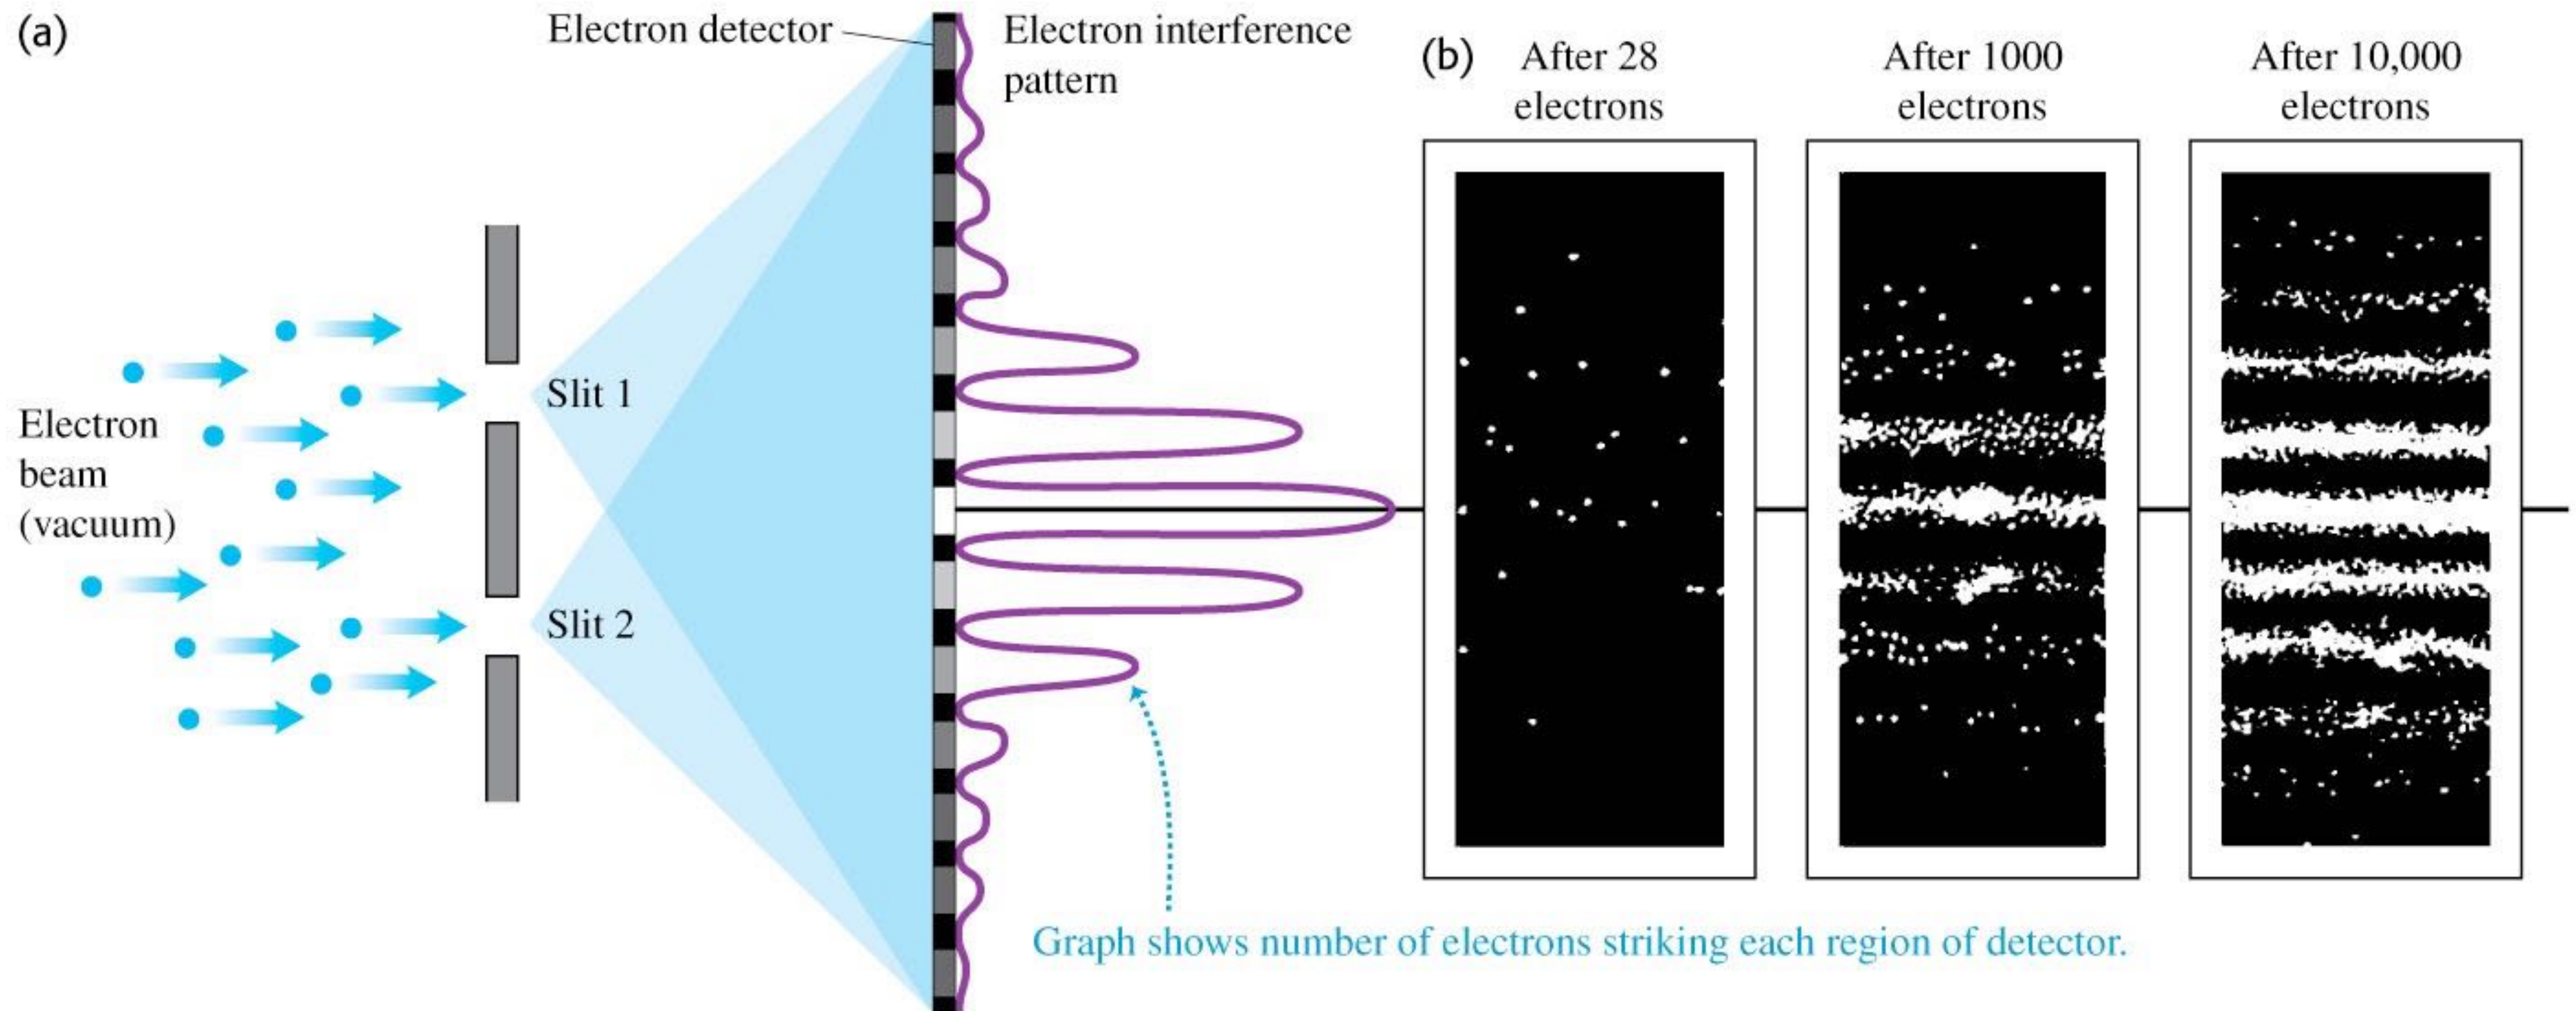 (a)
Electron detector
Electron interference
pattern
Electron
beam
(vacuum)
Slit 1
Slit 2
(b)
After 28
electrons
After 1000
electrons
After 10,000
electrons
Graph shows number of electrons striking each region of detector.